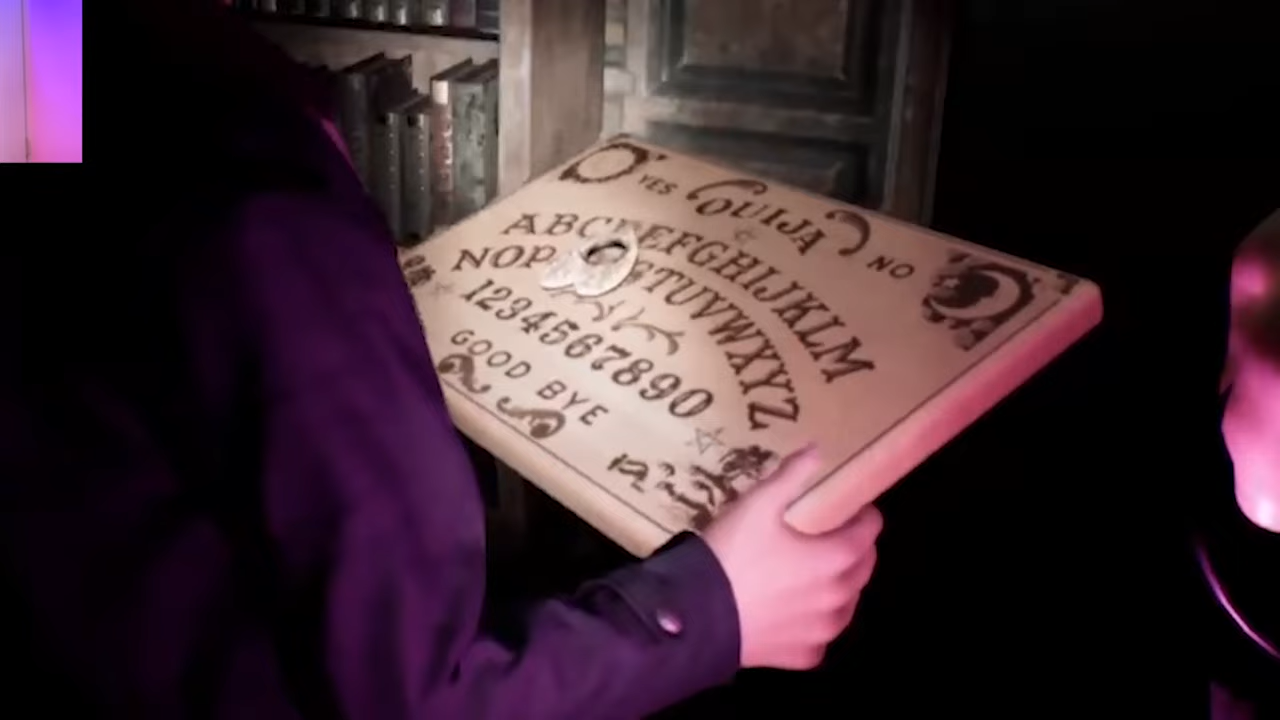 YES OUIJA NO
ABC EFGHIJKLM
NOP STUVWXYZ
1234567890
GOOD BYE